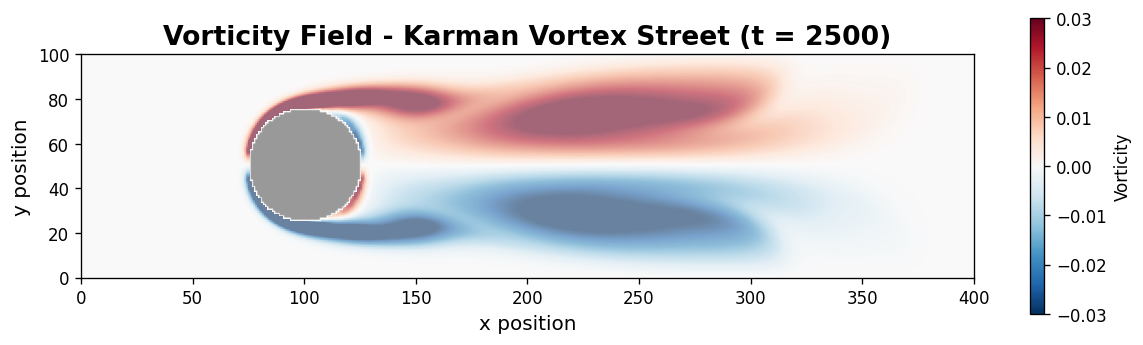 Vorticity Field - Karman Vortex Street (t = 2500)
100
80
60
40
20
0
y position
0 50 100 150 200 250 300 350 400
x position
0.03
0.02
0.01
0.00
−0.01
−0.02
−0.03
Vorticity